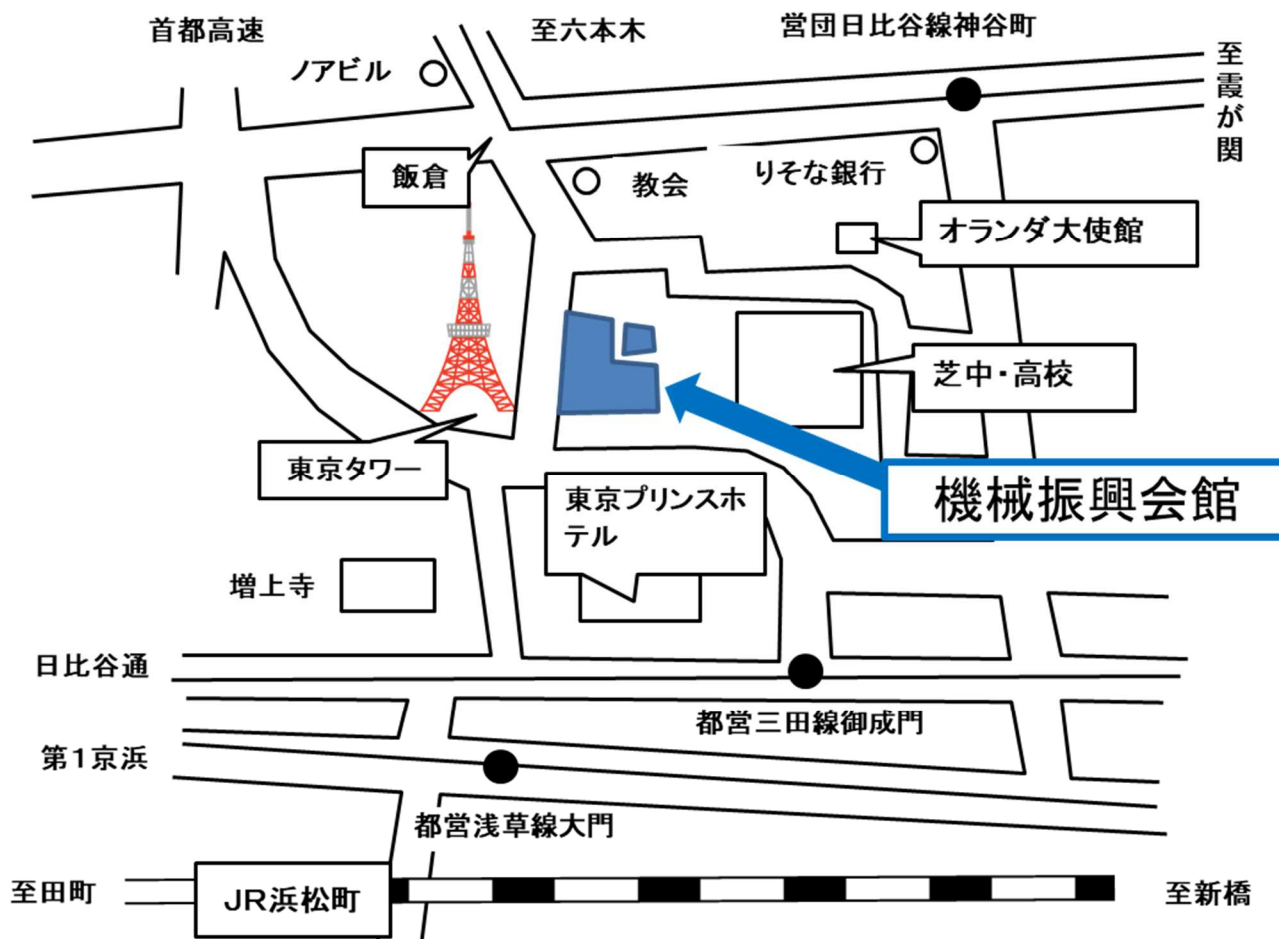 首都高速
至六本木
営団日比谷線神谷町
ノアビル
至霞が関
飯倉
教会
りそな銀行
オランダ大使館
芝中・高校
東京タワー
機械振興会館
東京プリンスホ
テル
増上寺
日比谷通
都営三田線御成門
第1京浜
都営浅草線大門
至田町
JR浜松町
至新橋